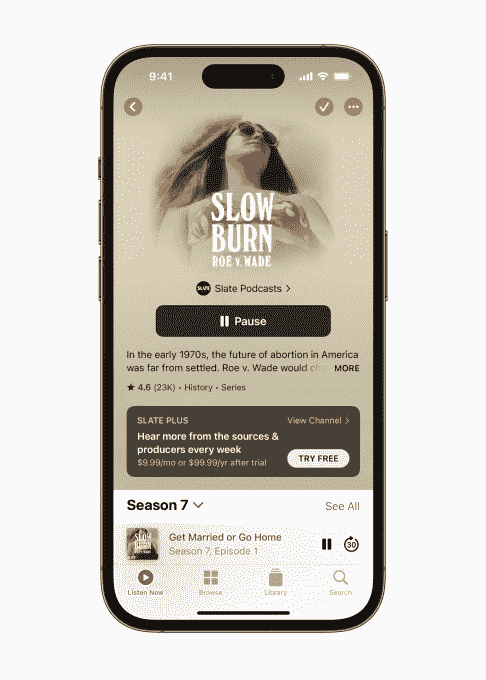 9:41
SLOW
BURN
ROE v. WADE
SLATE
Slate Podcasts
Pause
In the early 1970s, the future of abortion in America
was far from settled. Roe v. Wade would MORE
★ 4.6 (23K) • History • Series
SLATE PLUS
View Channel
Hear more from the sources &
producers every week
$9.99/mo or $99.99/yr after trial
TRY FREE
Season 7
See All
SLOW
BURN
Get Married or Go Home
Season 7, Episode 1
30
Listen Now
Browse
Library
Search